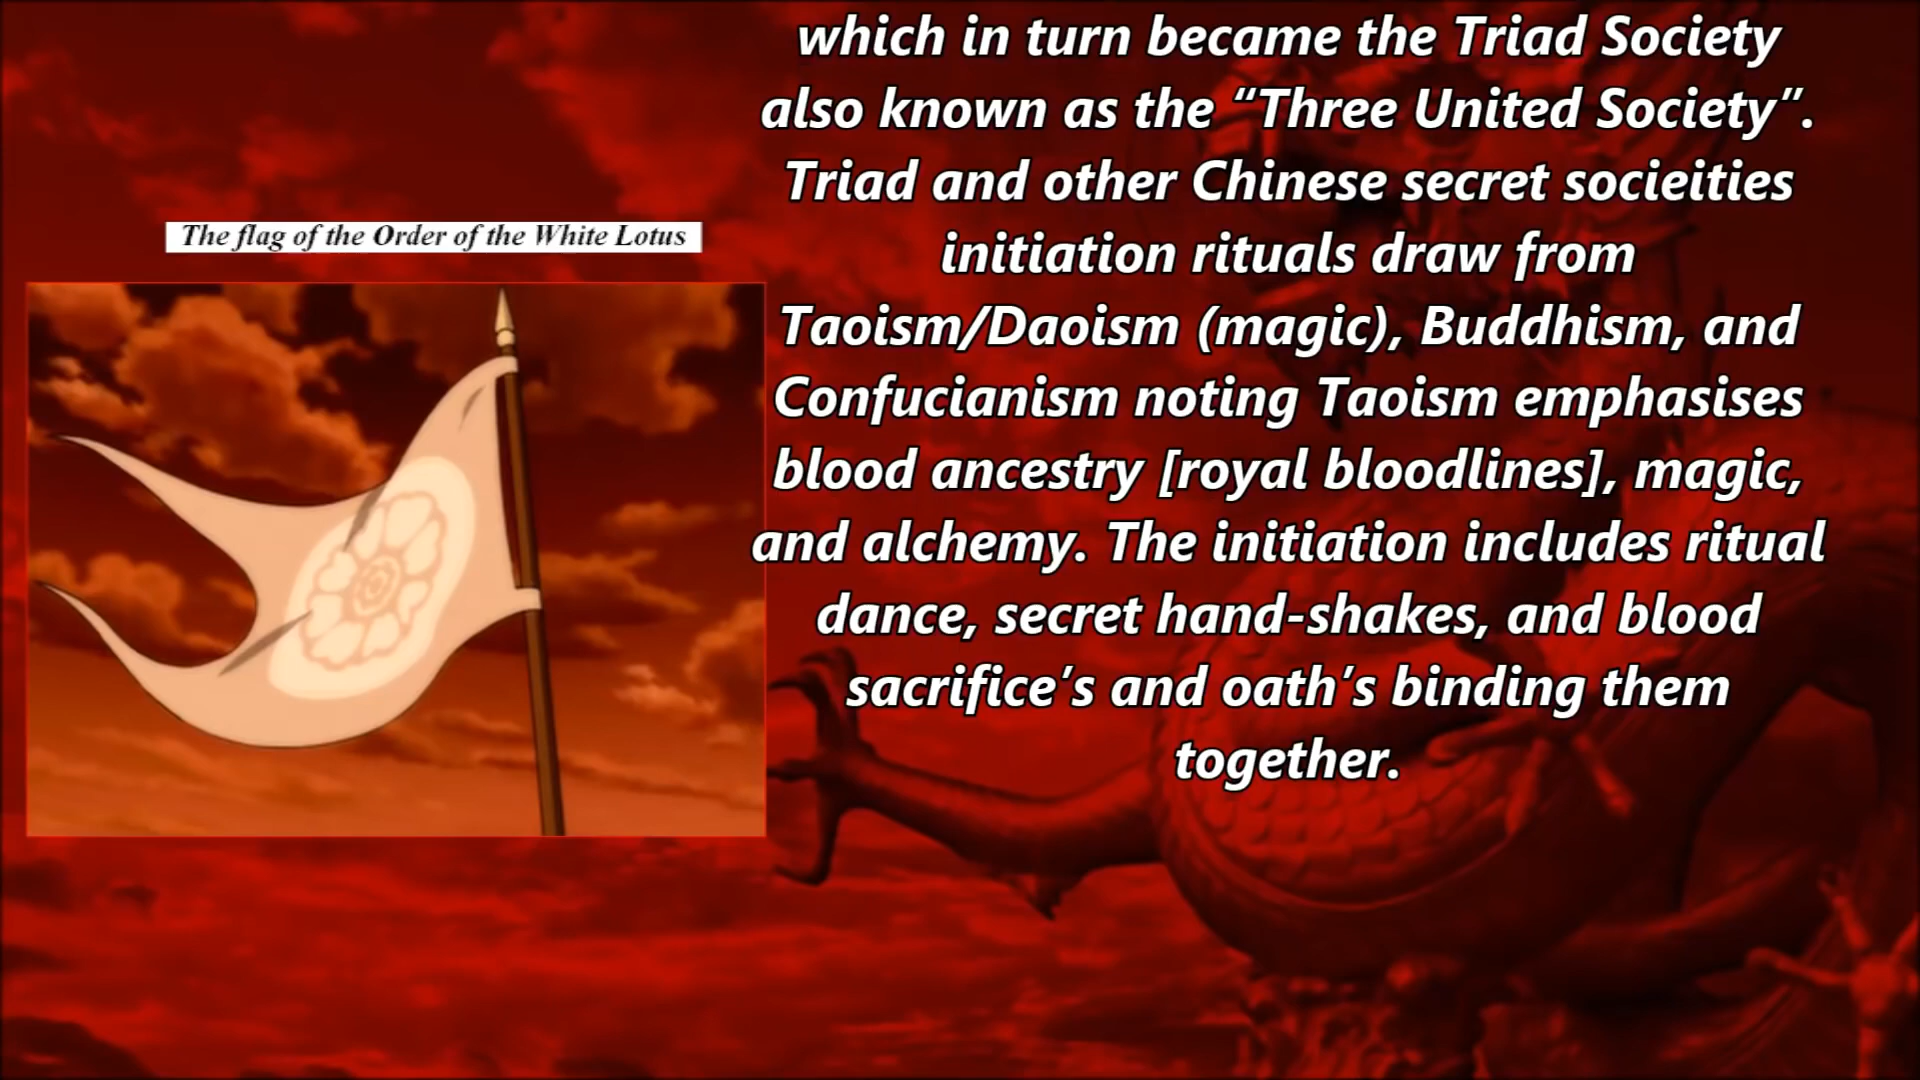 The flag of the Order of the White Lotus
which in turn became the Triad Society
also known as the “Three United Society”.
Triad and other Chinese secret socieities
initiation rituals draw from
Taoism/Daoism (magic), Buddhism, and
Confucianism noting Taoism emphasises
blood ancestry [royal bloodlines], magic,
and alchemy. The initiation includes ritual
dance, secret hand-shakes, and blood
sacrifice’s and oath’s binding them
together.